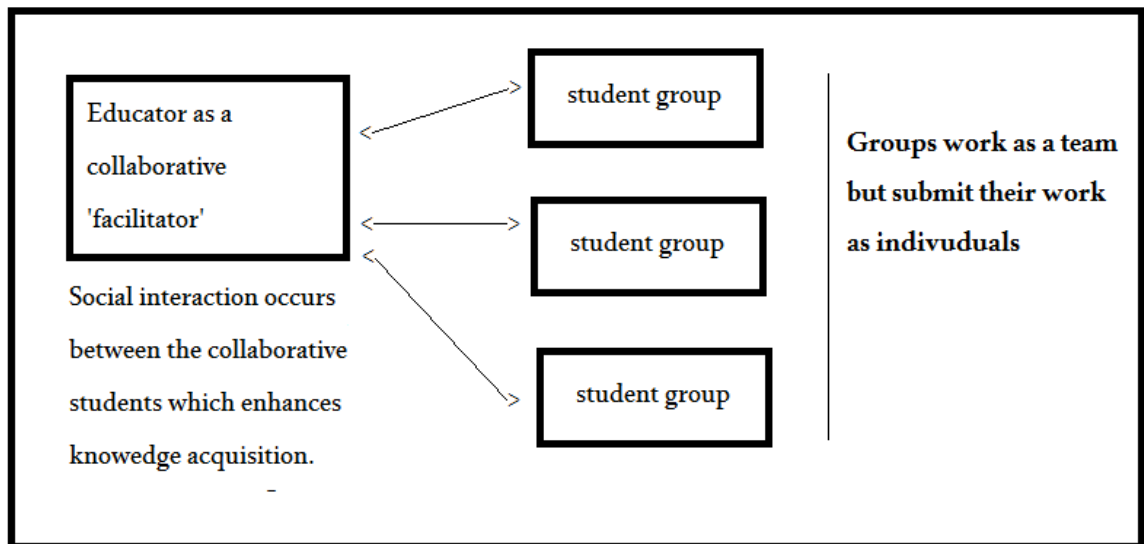 Educator as a
collaborative
'facilitator'
Social interaction occurs
between the collaborative
students which enhances
knowedge acquisition.
student group
student group
student group
Groups work as a team
but submit their work
as indivuduals